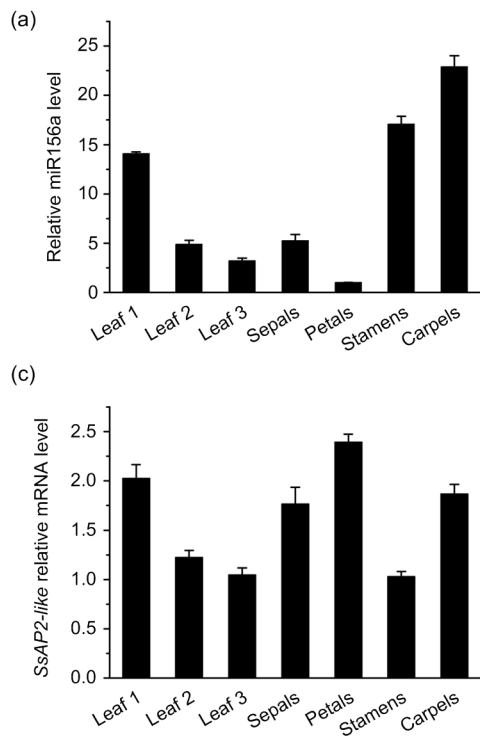 (a)
Relative miR156a level
25
20
15
10
5
0
Leaf 1 Leaf 2 Leaf 3 Sepals Petals Stamens Carpels
(c)
SsAP2-like relative mRNA level
2.5
2.0
1.5
1.0
0.5
0.0
Leaf 1 Leaf 2 Leaf 3 Sepals Petals Stamens Carpels